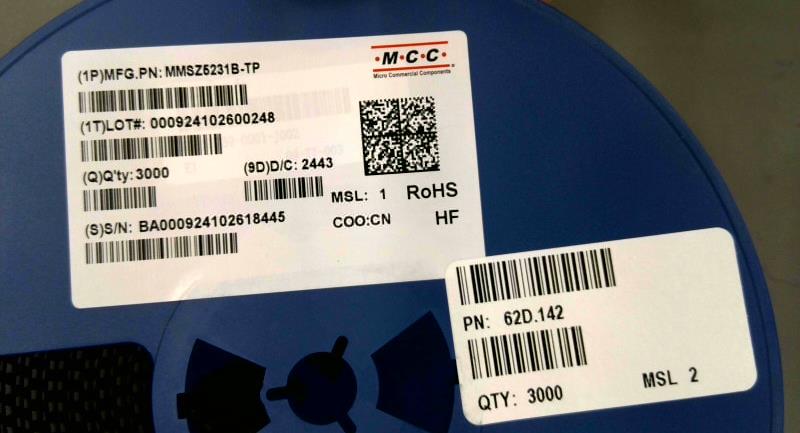 (1P)MFG.PN: MMSZ5231B-TP
M·C·C·
Micro Commercial Components
(1T)LOT#: 000924102600248
(Q)Q'ty: 3000
(9D)D/C: 2443
MSL: 1 RoHS
(S)S/N: BA000924102618445
COO:CN HF
PN: 62D.142
QTY: 3000
MSL 2